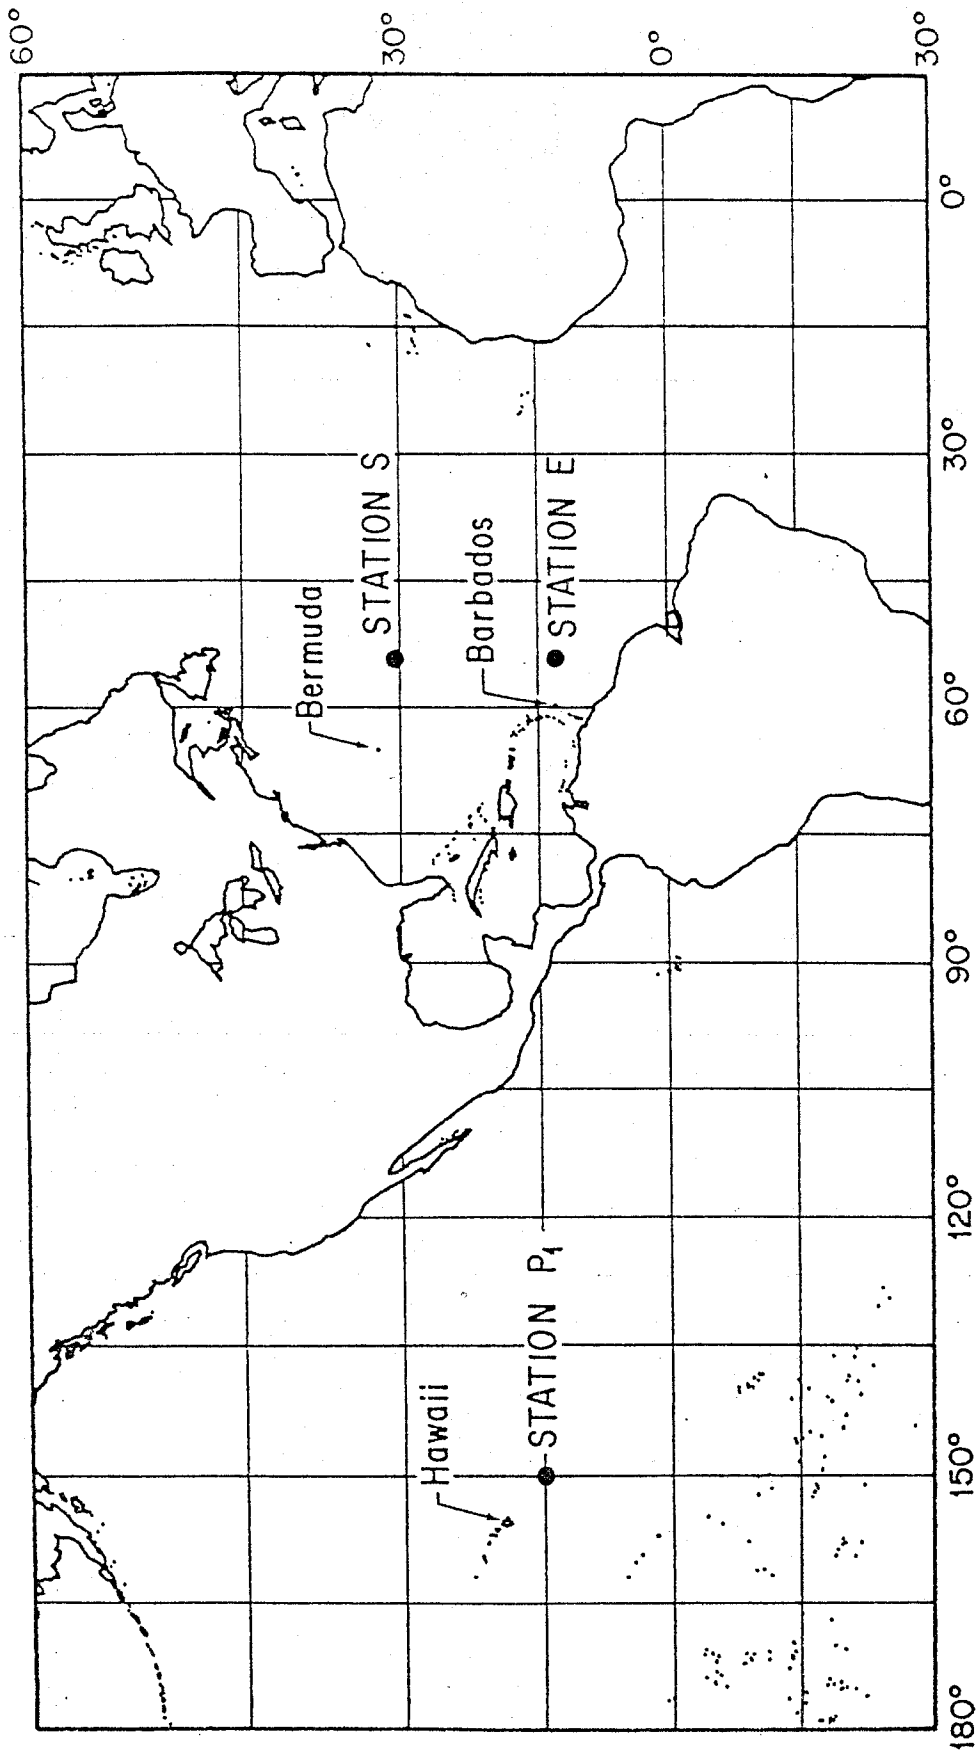 60°
30°
0°
30°
Bermuda
STATION S
Barbados
STATION E
Hawaii
STATION P₁
180°
150°
120°
90°
60°
30°
0°